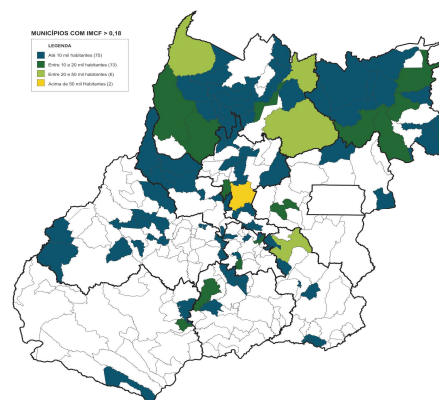 MUNICÍPIOS COM IMCF > 0,18
LEGENDA
Até 10 mil habitantes (70)
Entre 10 a 20 mil habitantes (13)
Entre 20 e 50 mil habitantes (6)
Acima de 50 mil Habitantes (2)